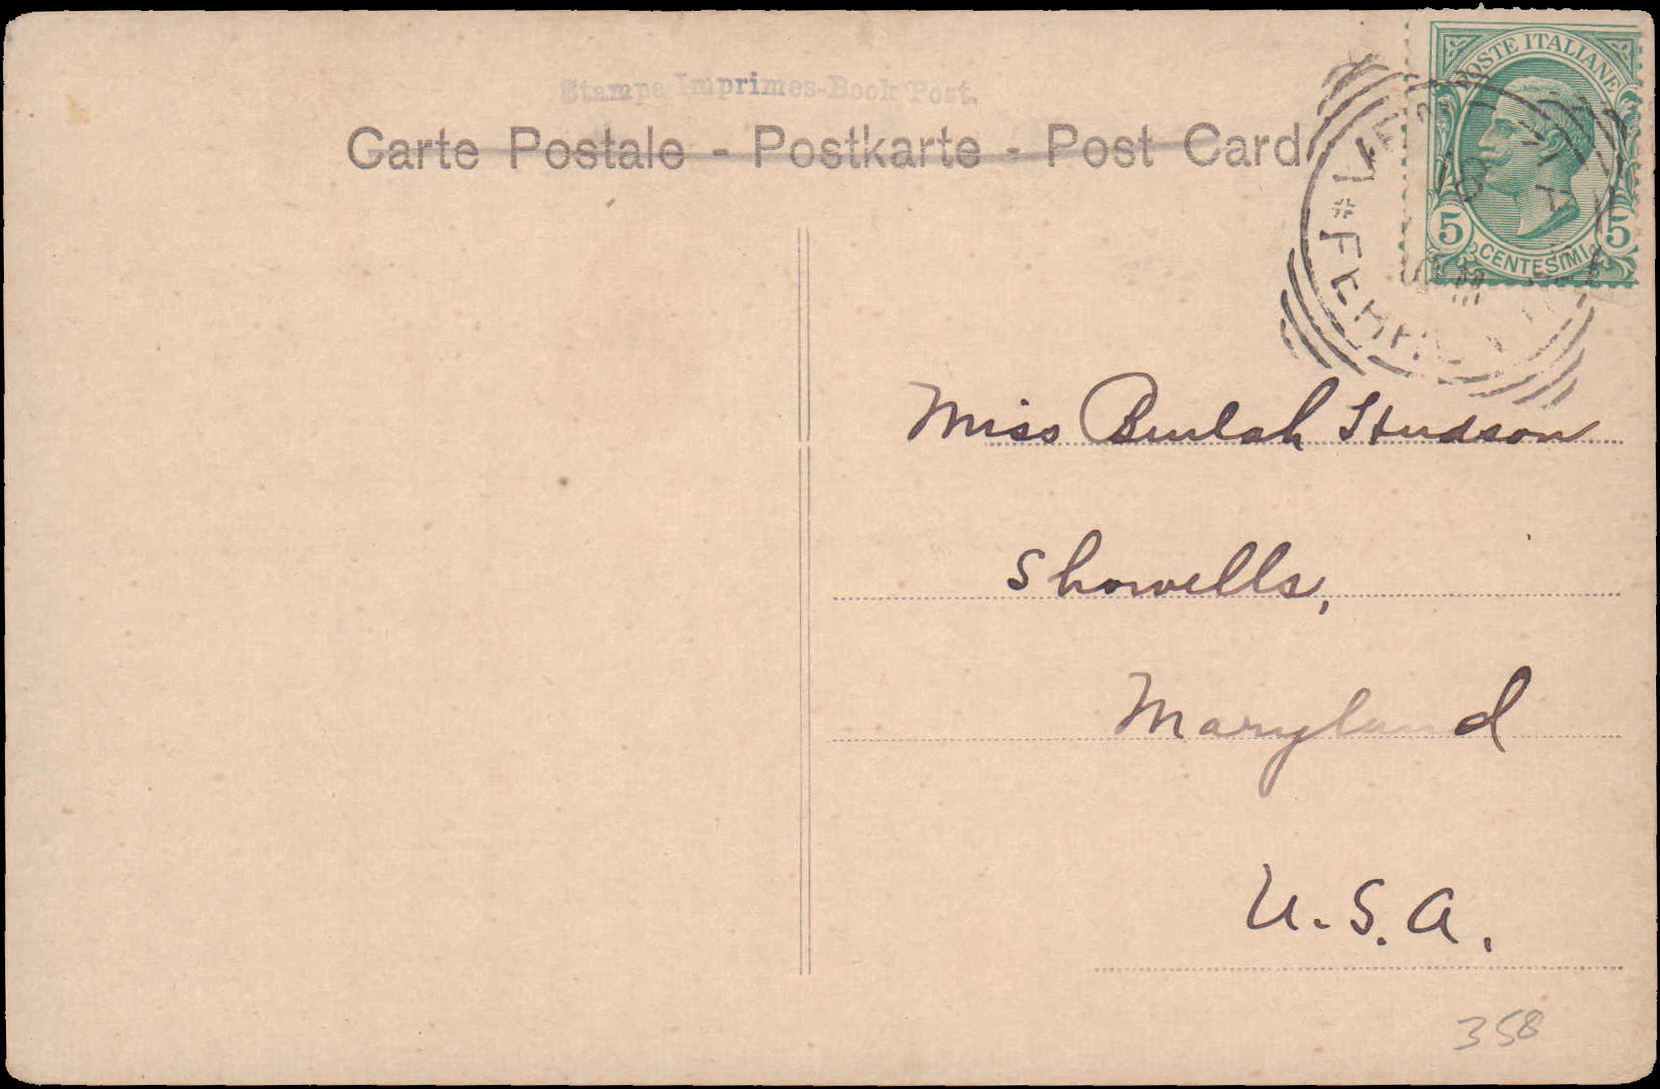 Stampe Imprimes-Book Post.
Carte Postale - Postkarte - Post Card
POSTE ITALIANE
5 CENTESIMI 5
Miss Beulah Hudson
Showells,
Maryland
U.S.A.
358